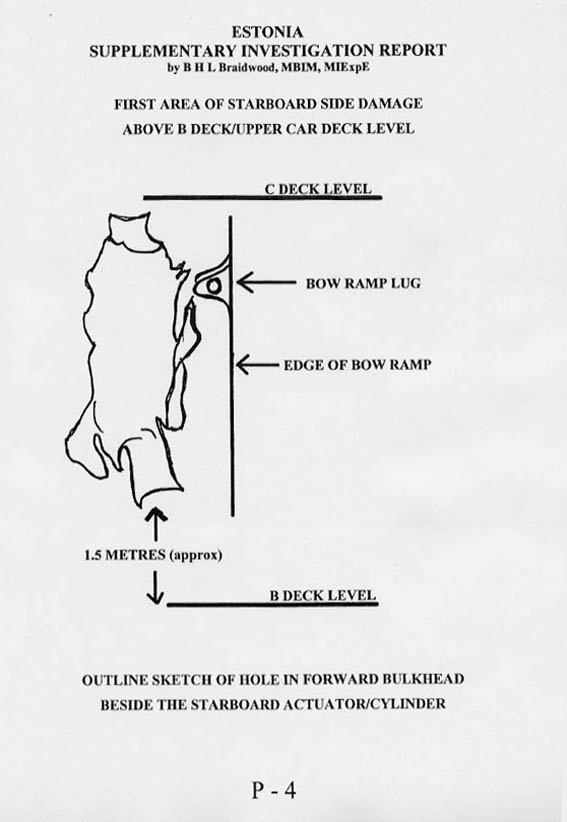 ESTONIA
SUPPLEMENTARY INVESTIGATION REPORT
by B H L Braidwood, MBIM, MIExpE
FIRST AREA OF STARBOARD SIDE DAMAGE
ABOVE B DECK/UPPER CAR DECK LEVEL
C DECK LEVEL
BOW RAMP LUG
EDGE OF BOW RAMP
1.5 METRES (approx)
B DECK LEVEL
OUTLINE SKETCH OF HOLE IN FORWARD BULKHEAD
BESIDE THE STARBOARD ACTUATOR/CYLINDER
P - 4